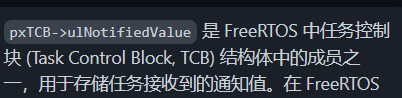 pxTCB->ulNotifiedValue 是 FreeRTOS 中任务控制
块 (Task Control Block, TCB) 结构体中的成员之
一，用于存储任务接收到的通知值。在 FreeRTOS